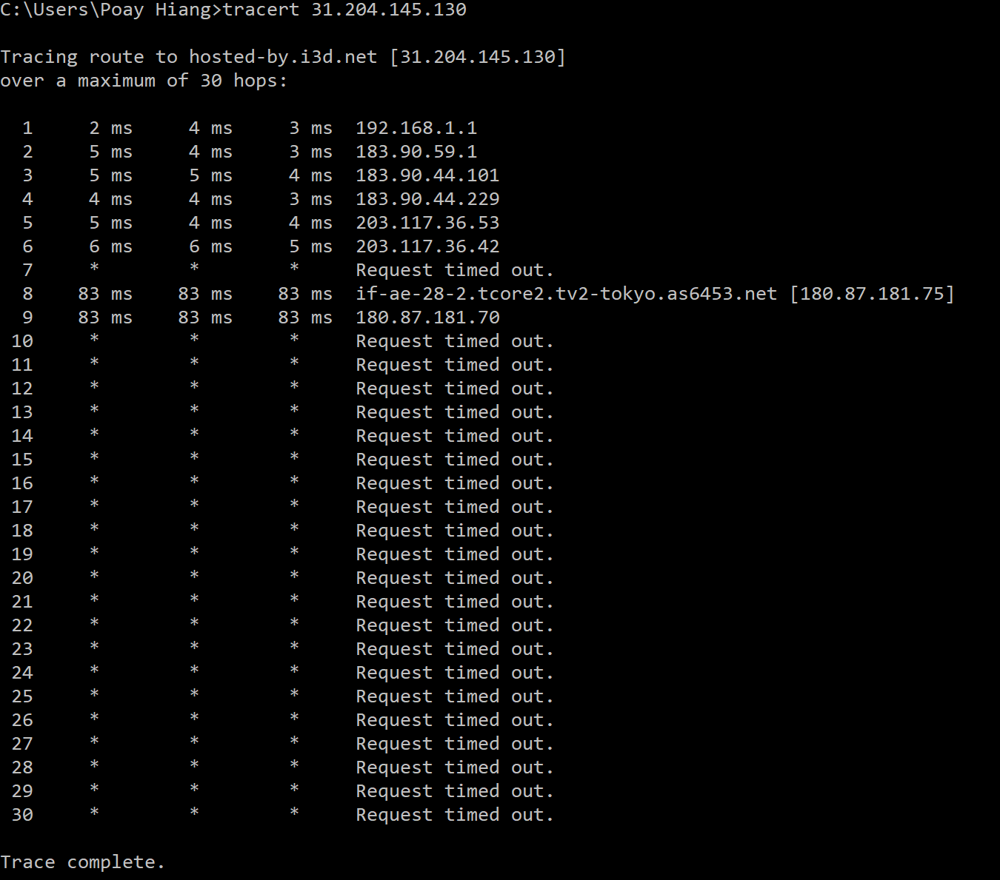 C:\Users\Poay Hiang>tracert 31.204.145.130
Tracing route to hosted-by.i3d.net [31.204.145.130]
over a maximum of 30 hops:
1 2 ms 4 ms 3 ms 192.168.1.1
2 5 ms 4 ms 3 ms 183.90.59.1
3 5 ms 5 ms 4 ms 183.90.44.101
4 4 ms 4 ms 3 ms 183.90.44.229
5 5 ms 4 ms 4 ms 203.117.36.53
6 6 ms 6 ms 5 ms 203.117.36.42
7 * * * Request timed out.
8 83 ms 83 ms 83 ms if-ae-28-2.tcore2.tv2-tokyo.as6453.net [180.87.181.75]
9 83 ms 83 ms 83 ms 180.87.181.70
10 * * * Request timed out.
11 * * * Request timed out.
12 * * * Request timed out.
13 * * * Request timed out.
14 * * * Request timed out.
15 * * * Request timed out.
16 * * * Request timed out.
17 * * * Request timed out.
18 * * * Request timed out.
19 * * * Request timed out.
20 * * * Request timed out.
21 * * * Request timed out.
22 * * * Request timed out.
23 * * * Request timed out.
24 * * * Request timed out.
25 * * * Request timed out.
26 * * * Request timed out.
27 * * * Request timed out.
28 * * * Request timed out.
29 * * * Request timed out.
30 * * * Request timed out.
Trace complete.